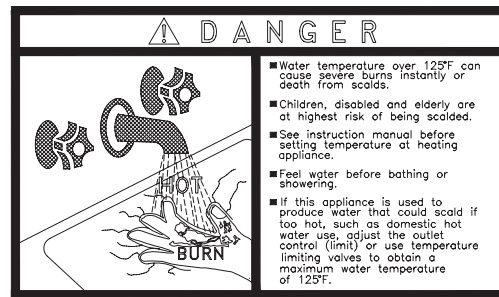 DANGER
HOT
BURN
Water temperature over 125°F can
cause severe burns instantly or
death from scalds.
Children, disabled and elderly are
at highest risk of being scalded.
See instruction manual before
setting temperature at heating
appliance.
Feel water before bathing or
showering.
If this appliance is used to
produce water that could scald if
too hot, such as domestic hot
water use, adjust the outlet
control (limit) or use temperature
limiting valves to obtain a
maximum water temperature
of 125°F.